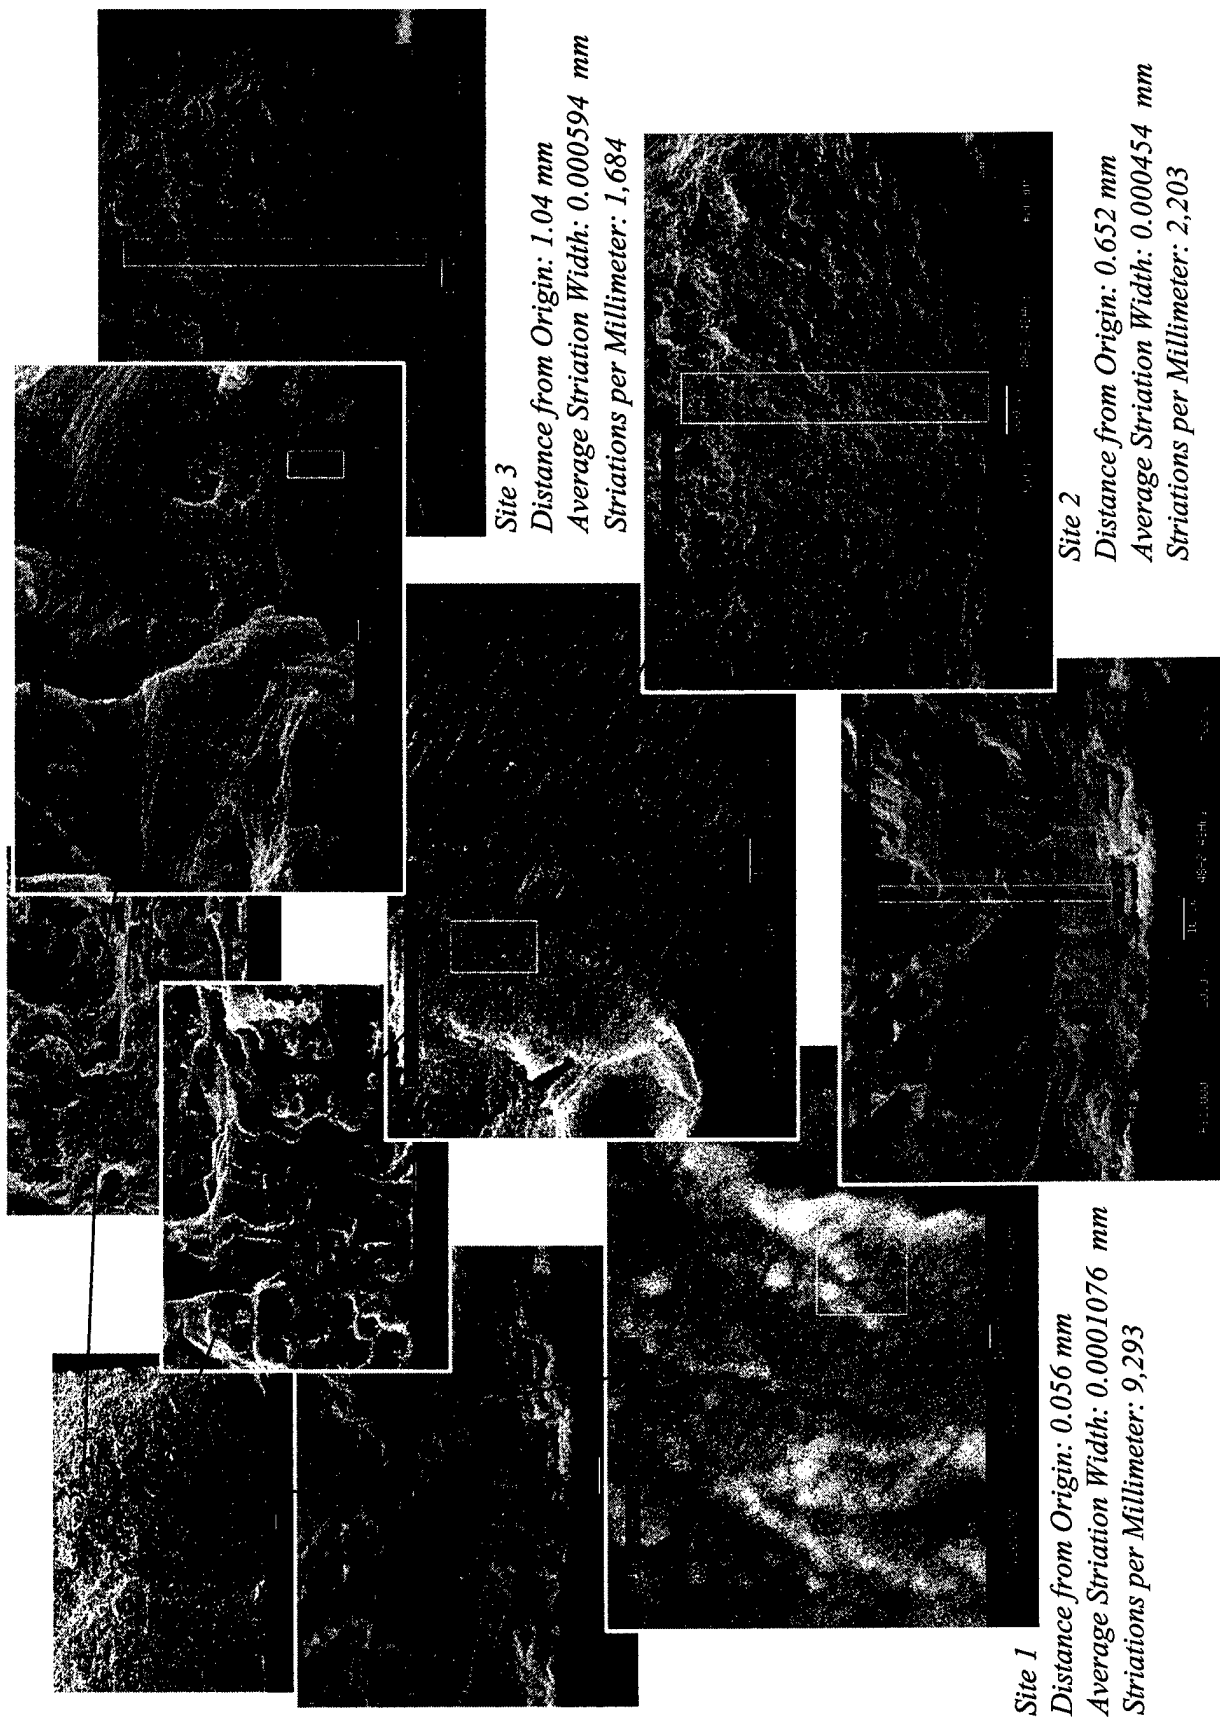 Site 3
Distance from Origin: 1.04 mm
Average Striation Width: 0.000594 mm
Striations per Millimeter: 1,684
Site 2
Distance from Origin: 0.652 mm
Average Striation Width: 0.000454 mm
Striations per Millimeter: 2,203
Site 1
Distance from Origin: 0.056 mm
Average Striation Width: 0.0001076 mm
Striations per Millimeter: 9,293